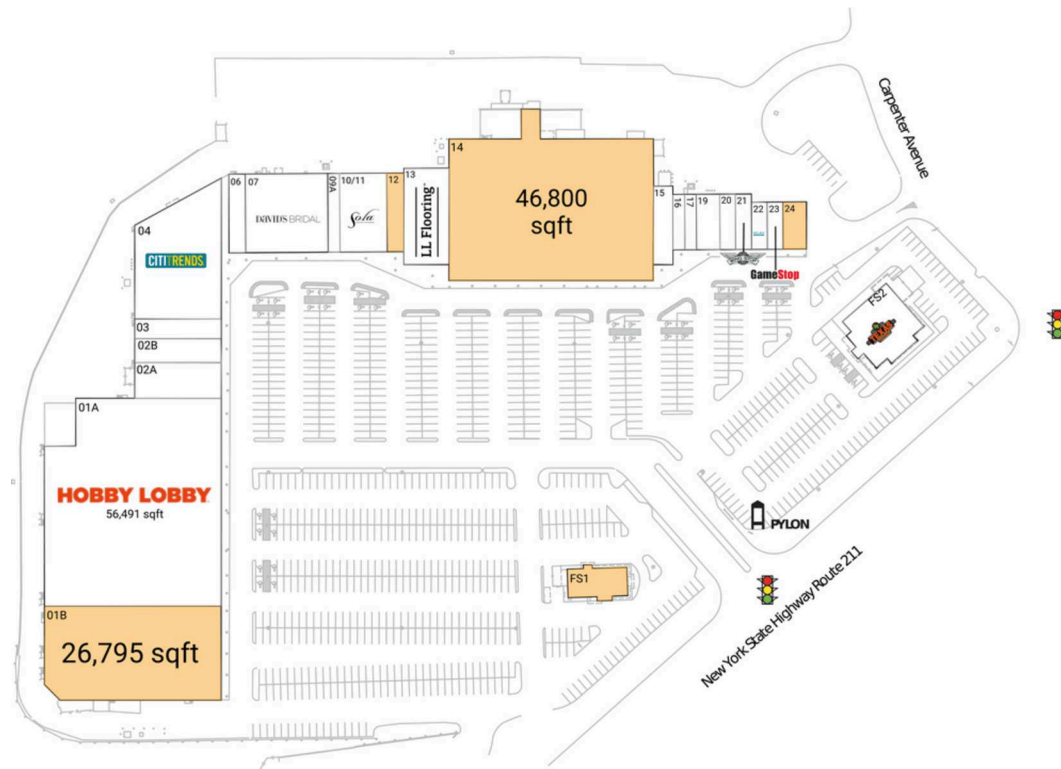 Carpenter Avenue
14
46,800
sqft
06
07
09A
10/11
12
13
15
16
17
19
20
21
22
23
24
DAVID'S BRIDAL
Sola
LL Flooring
GameStop
04
CITITRENDS
03
02B
02A
FS2
01A
HOBBY LOBBY
56,491 sqft
PYLON
FS1
01B
26,795 sqft
New York State Highway Route 211